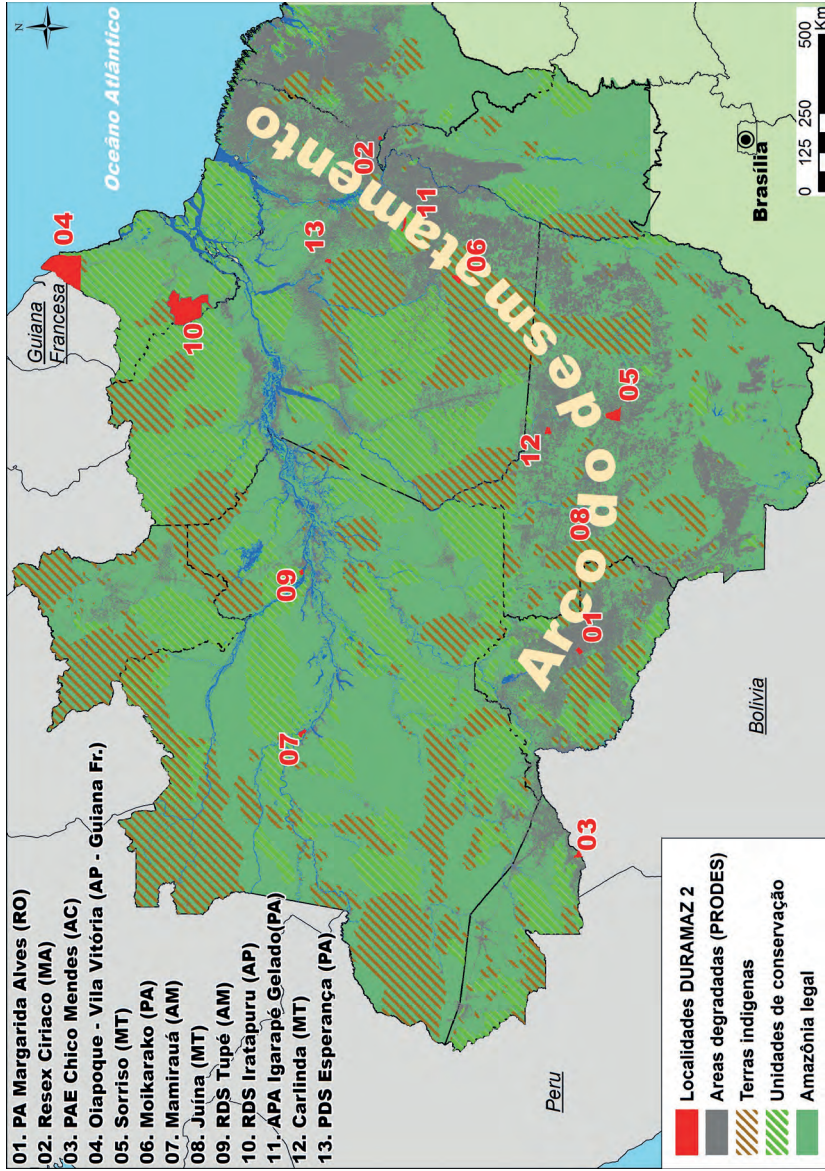 01. PA Margarida Alves (RO)
02. Resex Ciriaco (MA)
03. PAE Chico Mendes (AC)
04. Oiapoque - Vila Vitória (AP - Guiana Fr.)
05. Sorriso (MT)
06. Moikarako (PA)
07. Mamirauá (AM)
08. Juína (MT)
09. RDS Tupé (AM)
10. RDS Iratapuru (AP)
11. APA Igarapé Gelado(PA)
12. Carlinda (MT)
13. PDS Esperança (PA)
N
Oceâno Atlântico
Guiana
Francesa
04
10
13
02
11
06
09
07
12
05
08
01
03
Arco do desmatamento
Peru
Bolivia
Brasília
Localidades DURAMAZ 2
Areas degradadas (PRODES)
Terras indigenas
Unidades de conservação
Amazônia legal
0 125 250 500
Km